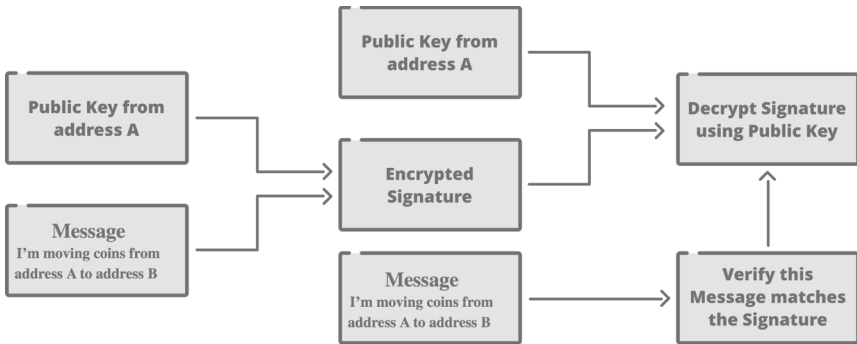 Public Key from
address A
Message
I'm moving coins from
address A to address B
Public Key from
address A
Encrypted
Signature
Message
I'm moving coins from
address A to address B
Decrypt Signature
using Public Key
Verify this
Message matches
the Signature